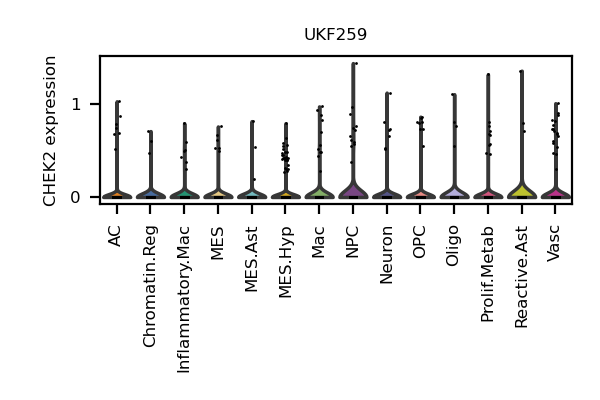 UKF259
CHEK2 expression
1
0
AC
Chromatin.Reg
Inflammatory.Mac
MES
MES.Ast
MES.Hyp
Mac
NPC
Neuron
OPC
Oligo
Prolif.Metab
Reactive.Ast
Vasc